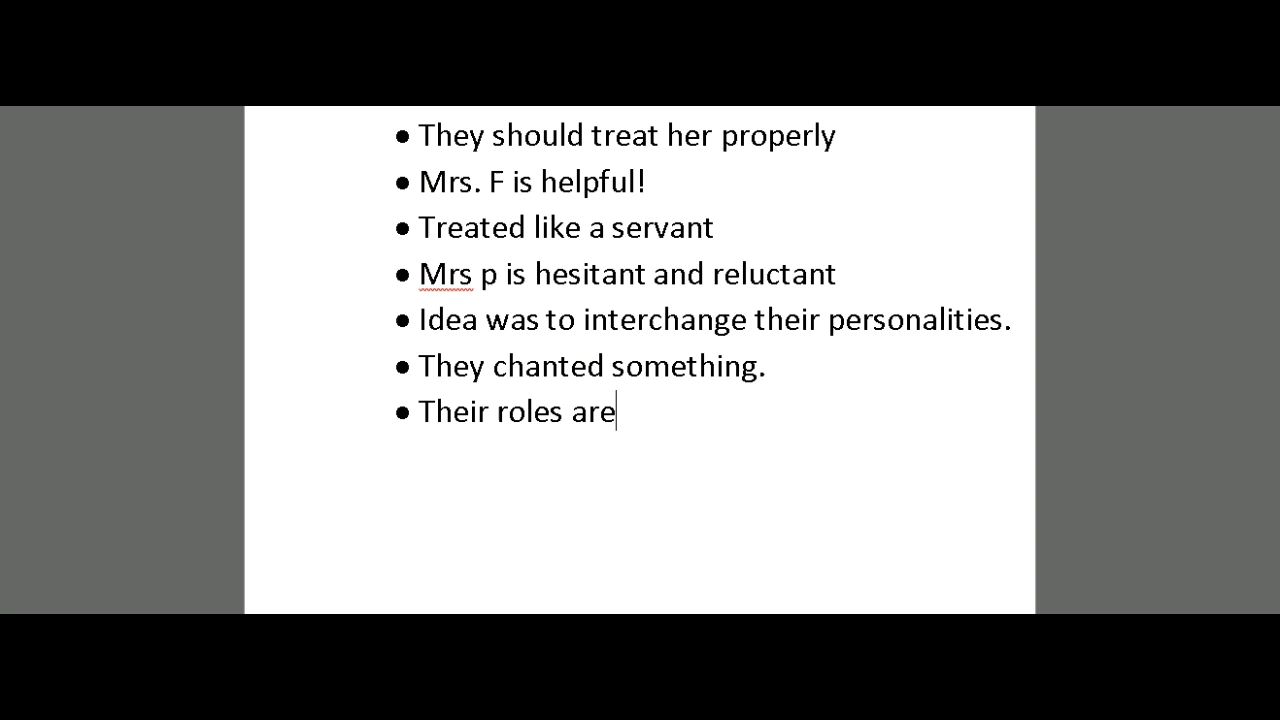 • They should treat her properly
• Mrs. F is helpful!
• Treated like a servant
• Mrs p is hesitant and reluctant
• Idea was to interchange their personalities.
• They chanted something.
• Their roles are